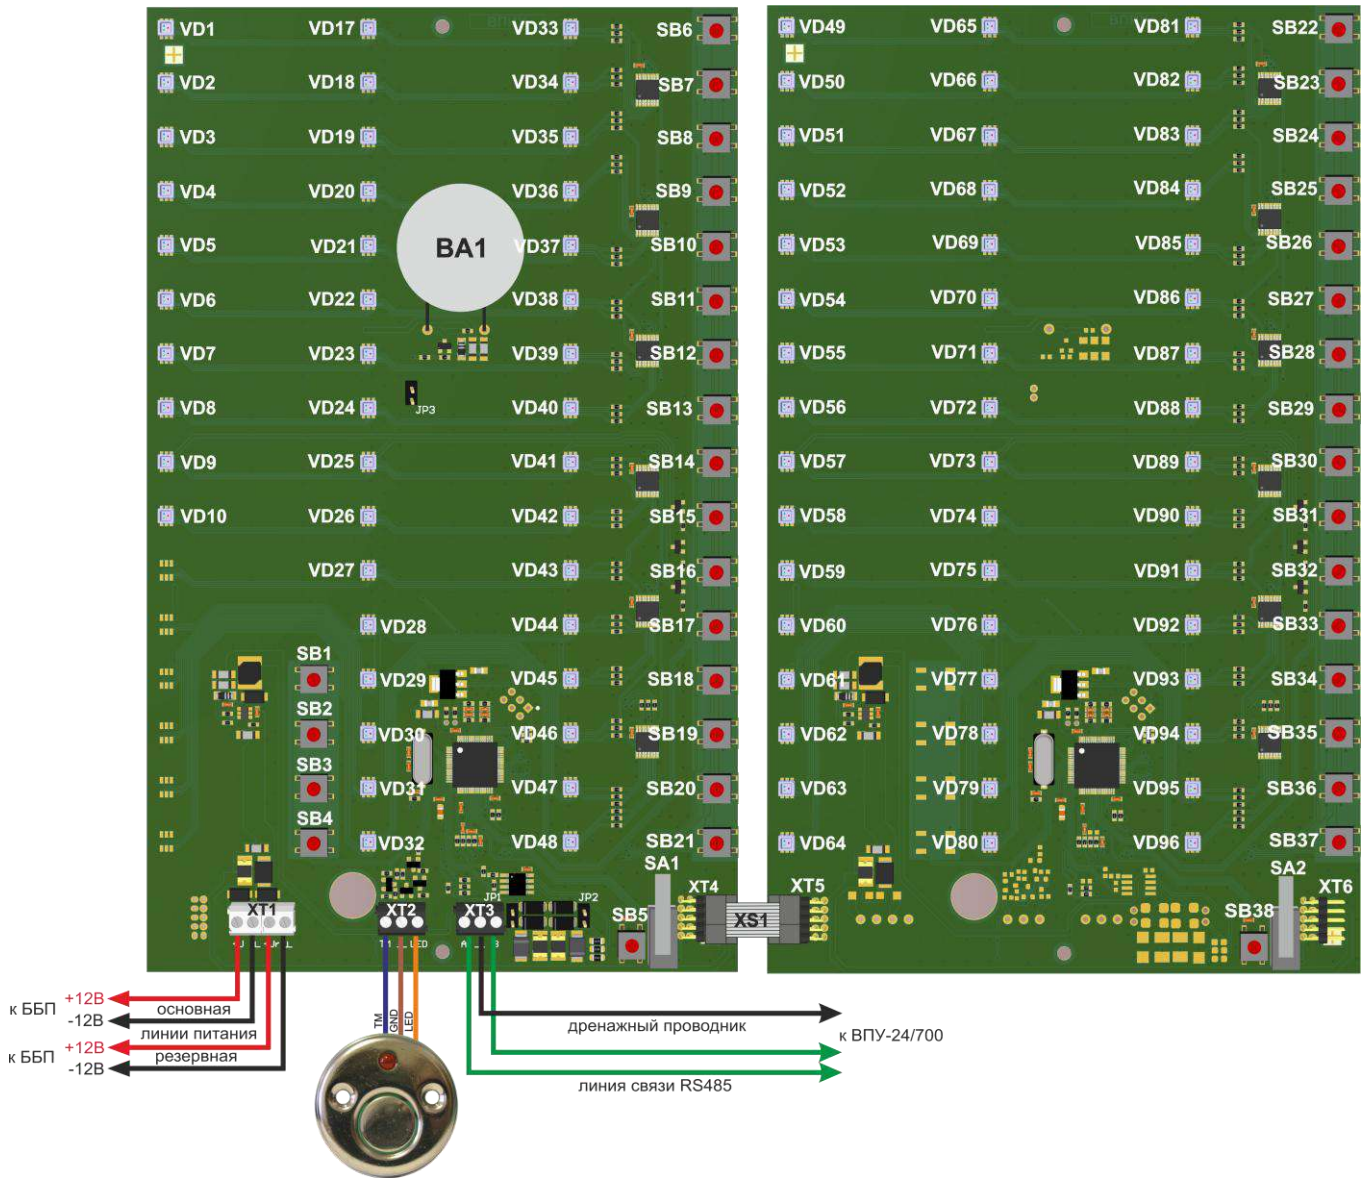 VD1 VD17 VD33 SB6 VD49 VD65 VD81 SB22
VD2 VD18 VD34 SB7 VD50 VD66 VD82 SB23
VD3 VD19 VD35 SB8 VD51 VD67 VD83 SB24
VD4 VD20 VD36 SB9 VD52 VD68 VD84 SB25
VD5 VD21 BA1 VD37 SB10 VD53 VD69 VD85 SB26
VD6 VD22 VD38 SB11 VD54 VD70 VD86 SB27
VD7 VD23 VD39 SB12 VD55 VD71 VD87 SB28
VD8 VD24 JP3 VD40 SB13 VD56 VD72 VD88 SB29
VD9 VD25 VD41 SB14 VD57 VD73 VD89 SB30
VD10 VD26 VD42 SB15 VD58 VD74 VD90 SB31
VD27 VD43 SB16 VD59 VD75 VD91 SB32
VD28 VD44 SB17 VD60 VD76 VD92 SB33
SB1 VD29 VD45 SB18 VD61 VD77 VD93 SB34
SB2 VD30 VD46 SB19 VD62 VD78 VD94 SB35
SB3 VD31 VD47 SB20 VD63 VD79 VD95 SB36
SB4 VD32 VD48 SB21 VD64 VD80 VD96 SB37
SA1 SA2
XT4 XT5 XT6
JP1 JP2
XT1 XT2 XT3 SB5 XS1 SB38
LED
к ББП +12В основная
-12В линии питания
к ББП +12В резервная
-12В
TM GND LED
дренажный проводник
к ВПУ-24/700
линия связи RS485